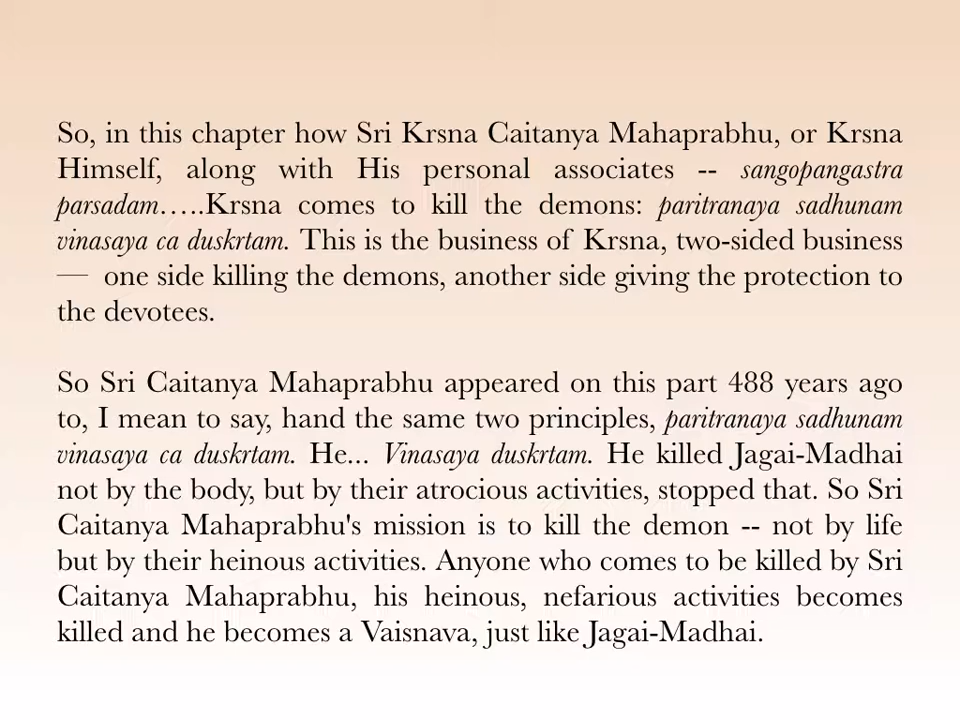 So, in this chapter how Sri Krsna Caitanya Mahaprabhu, or Krsna
Himself, along with His personal associates -- sangopangastra
parsadam…..Krsna comes to kill the demons: paritranaya sadhunam
vinasaya ca duskrtam. This is the business of Krsna, two-sided business
— one side killing the demons, another side giving the protection to
the devotees.
So Sri Caitanya Mahaprabhu appeared on this part 488 years ago
to, I mean to say, hand the same two principles, paritranaya sadhunam
vinasaya ca duskrtam. He... Vinasaya duskrtam. He killed Jagai-Madhai
not by the body, but by their atrocious activities, stopped that. So Sri
Caitanya Mahaprabhu's mission is to kill the demon -- not by life
but by their heinous activities. Anyone who comes to be killed by Sri
Caitanya Mahaprabhu, his heinous, nefarious activities becomes
killed and he becomes a Vaisnava, just like Jagai-Madhai.